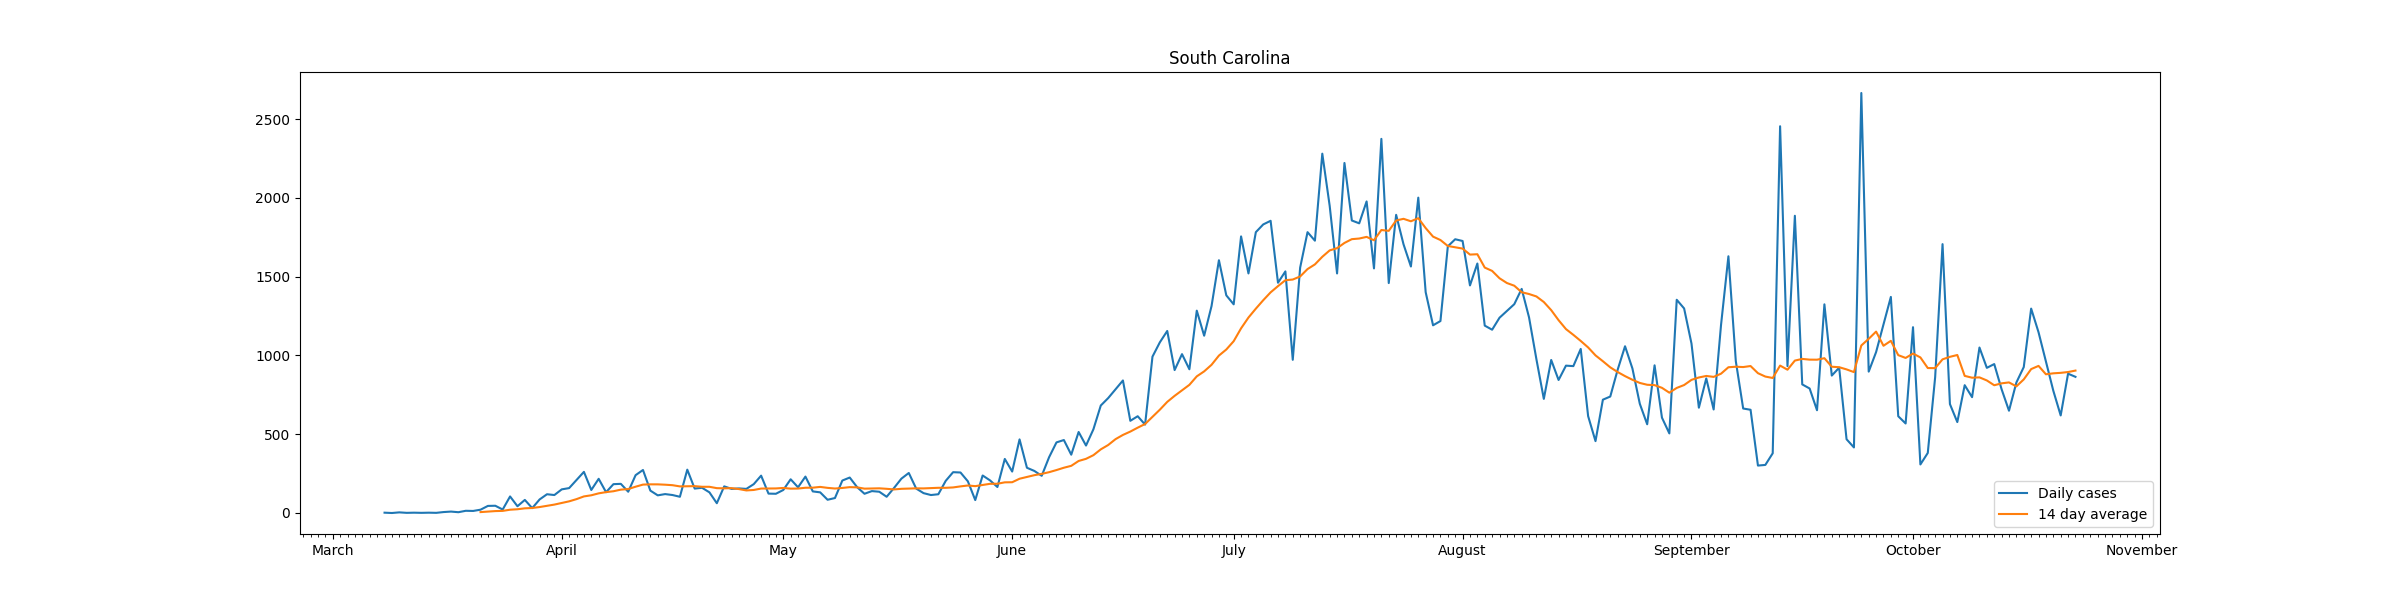 South Carolina
2500
2000
1500
1000
500
0
March April May June July August September October November
Daily cases
14 day average